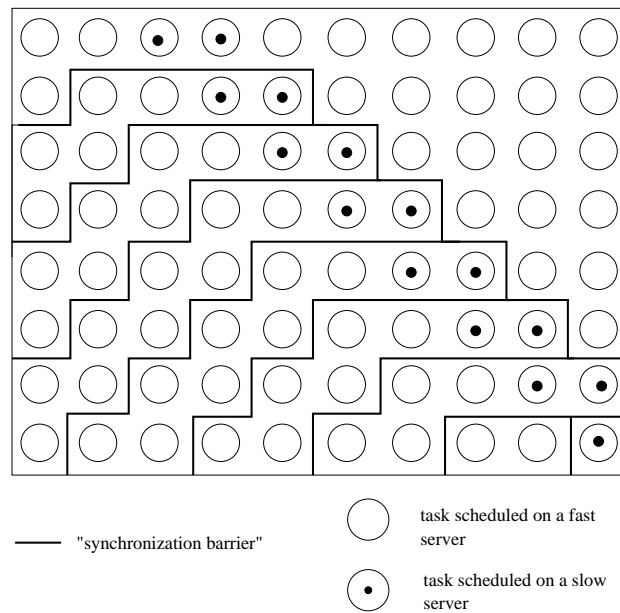 task scheduled on a fast
server
"synchronization barrier"
task scheduled on a slow
server